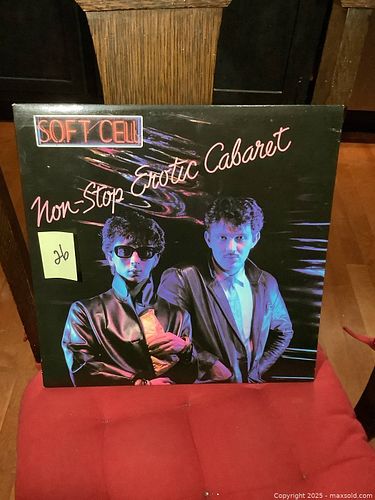 SOFT CELL
Non-Stop Erotic Cabaret
26
Copyright 2025 - maxsold.com